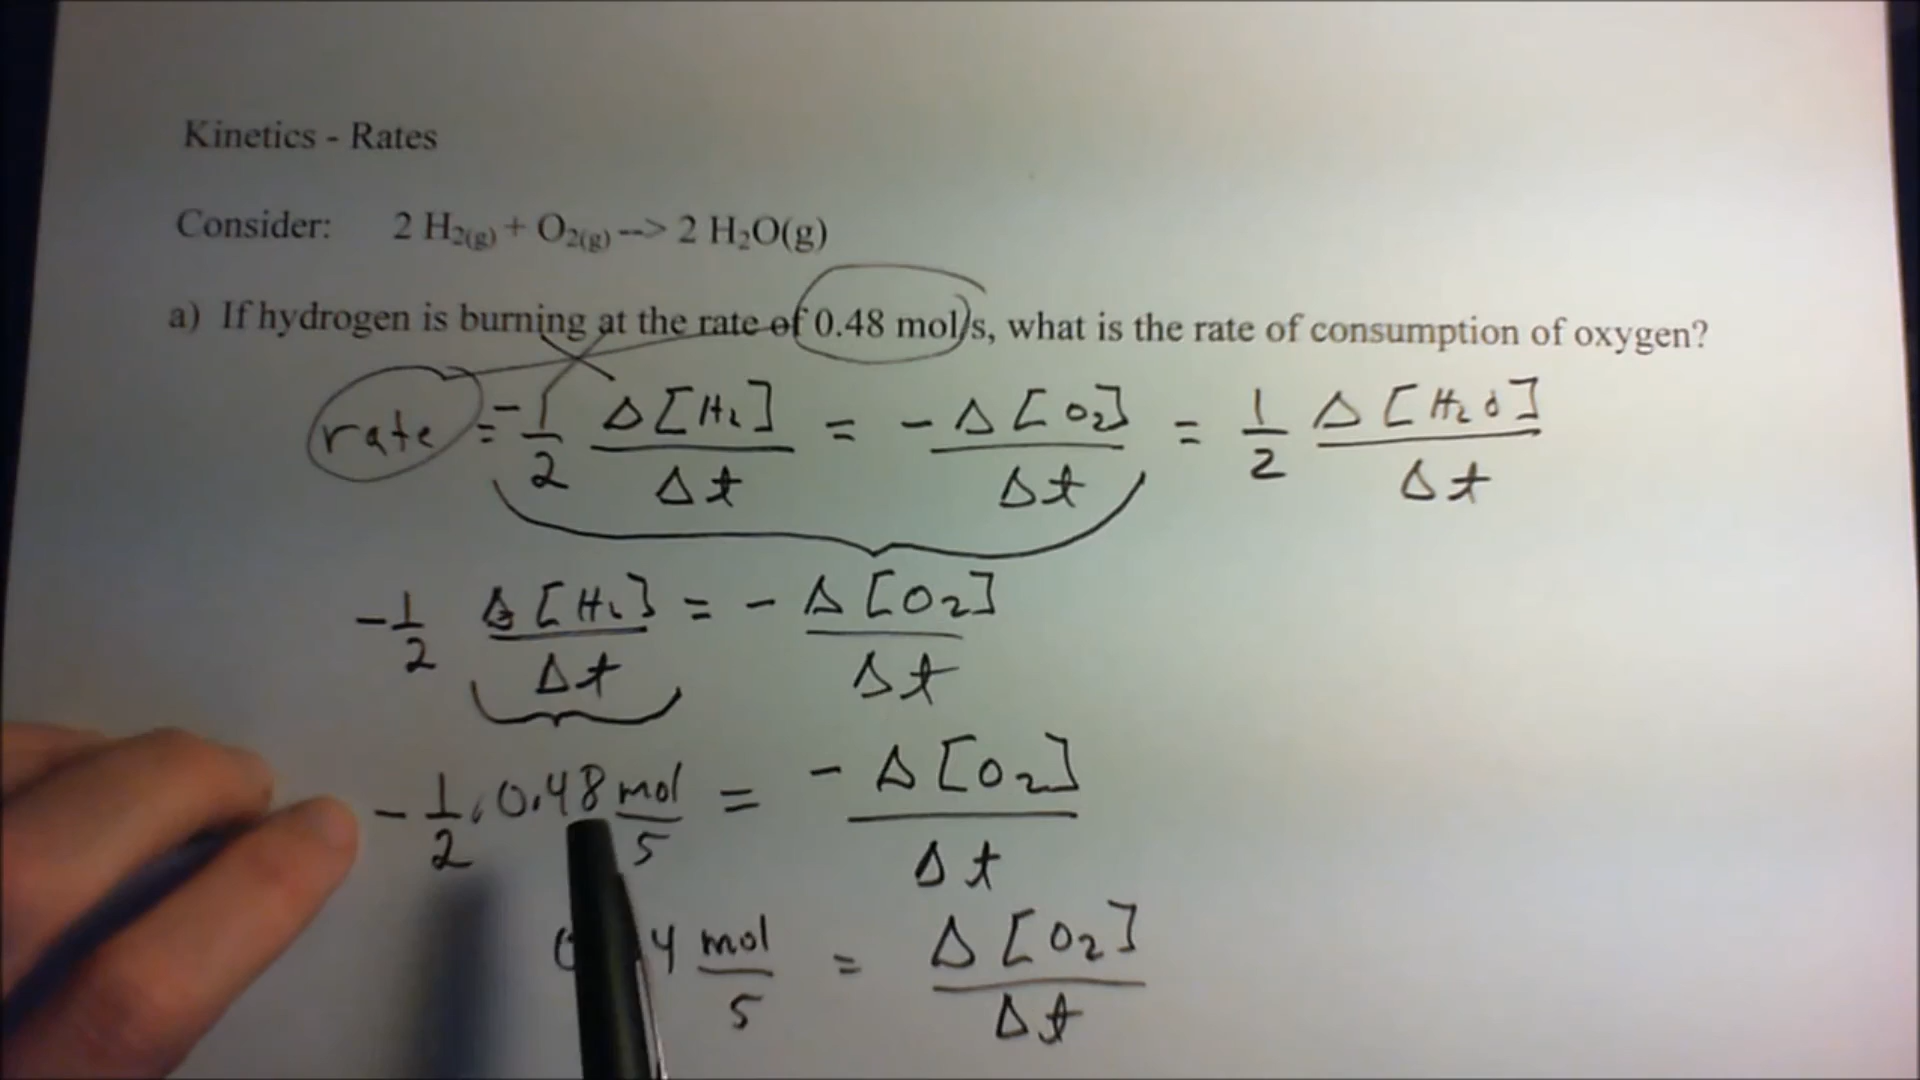 Kinetics - Rates
Consider: 2 H₂(g) + O₂(g) --> 2 H₂O(g)
a) If hydrogen is burning at the rate of 0.48 mol/s, what is the rate of consumption of oxygen?
rate = -1/2 Δ[H₂]/Δt = - Δ[O₂]/Δt = 1/2 Δ[H₂O]/Δt
-1/2 Δ[H₂]/Δt = - Δ[O₂]/Δt
-1/2 · 0.48 mol/s = - Δ[O₂]/Δt
4 mol/s = Δ[O₂]/Δt